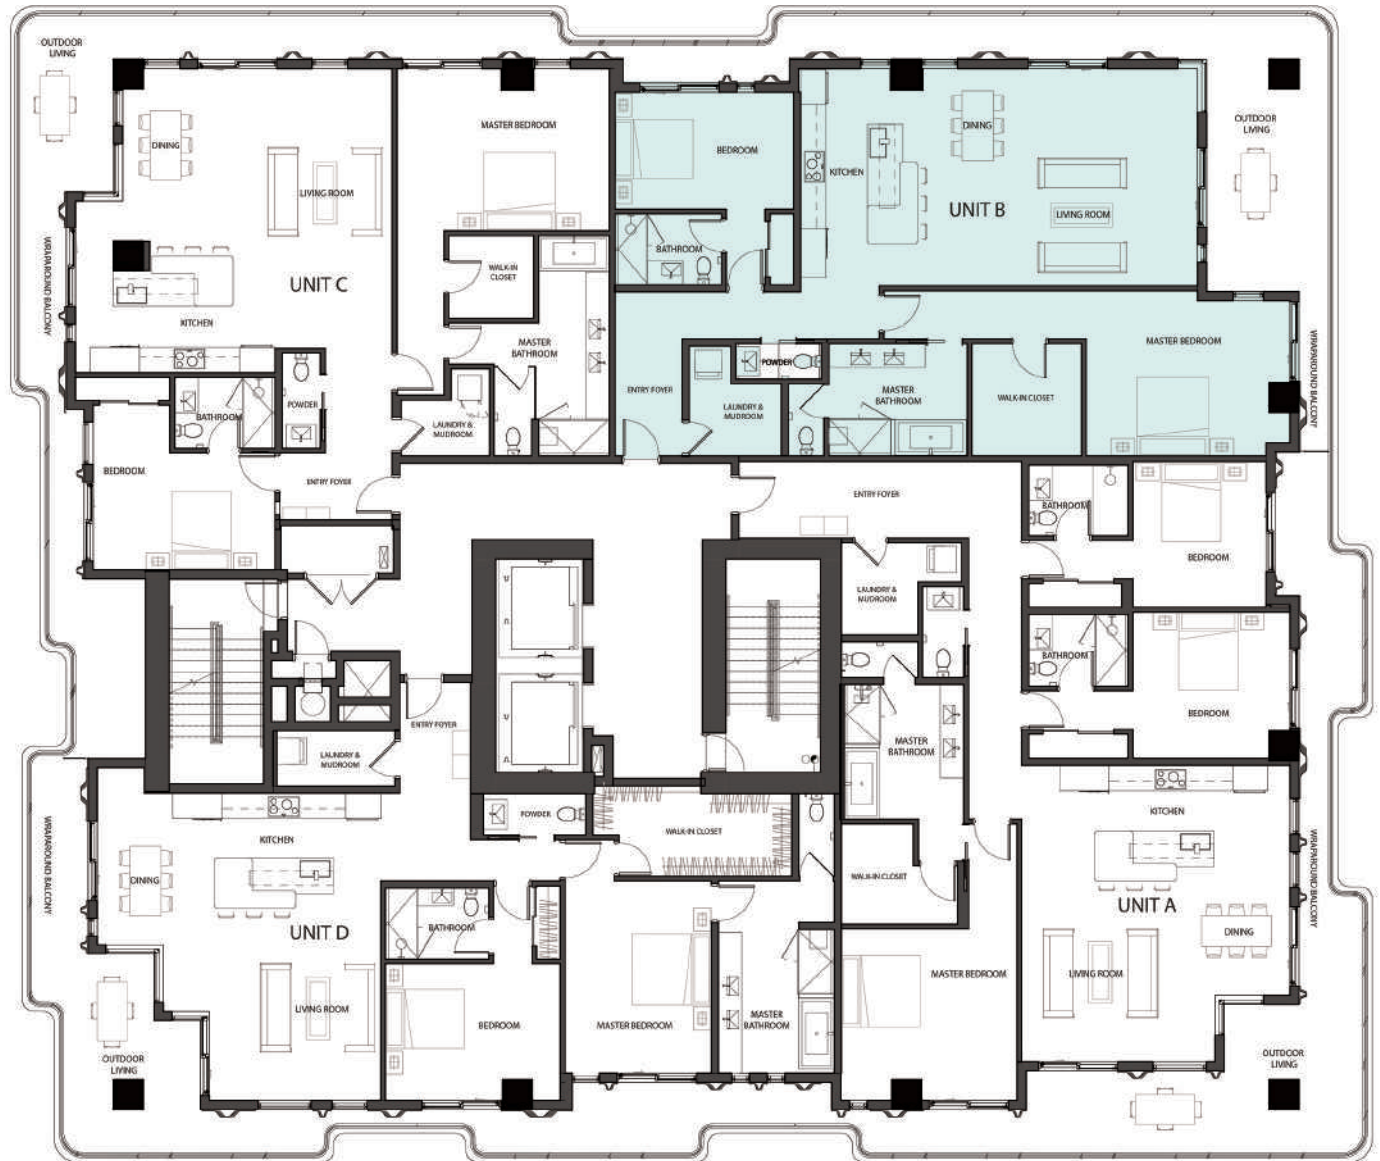 OUTDOOR
LIVING
DINING
LIVING ROOM
UNIT C
KITCHEN
WRAPAROUND BALCONY
MASTER BEDROOM
WALK-IN
CLOSET
MASTER
BATHROOM
BATHROOM
POWDER
LAUNDRY &
MUDROOM
BEDROOM
ENTRY FOYER
BEDROOM
BATHROOM
KITCHEN
DINING
UNIT B
LIVING ROOM
OUTDOOR
LIVING
ENTRY FOYER
POWDER
LAUNDRY &
MUDROOM
MASTER
BATHROOM
WALK-IN CLOSET
MASTER BEDROOM
WRAPAROUND BALCONY
ENTRY FOYER
BATHROOM
BEDROOM
LAUNDRY &
MUDROOM
BATHROOM
BEDROOM
MASTER
BATHROOM
WALK-IN CLOSET
MASTER BEDROOM
KITCHEN
UNIT A
DINING
LIVING ROOM
WRAPAROUND BALCONY
OUTDOOR
LIVING
ENTRY FOYER
LAUNDRY &
MUDROOM
KITCHEN
DINING
WRAPAROUND BALCONY
UNIT D
LIVING ROOM
OUTDOOR
LIVING
POWDER
WALK-IN CLOSET
BATHROOM
BEDROOM
MASTER BEDROOM
MASTER
BATHROOM